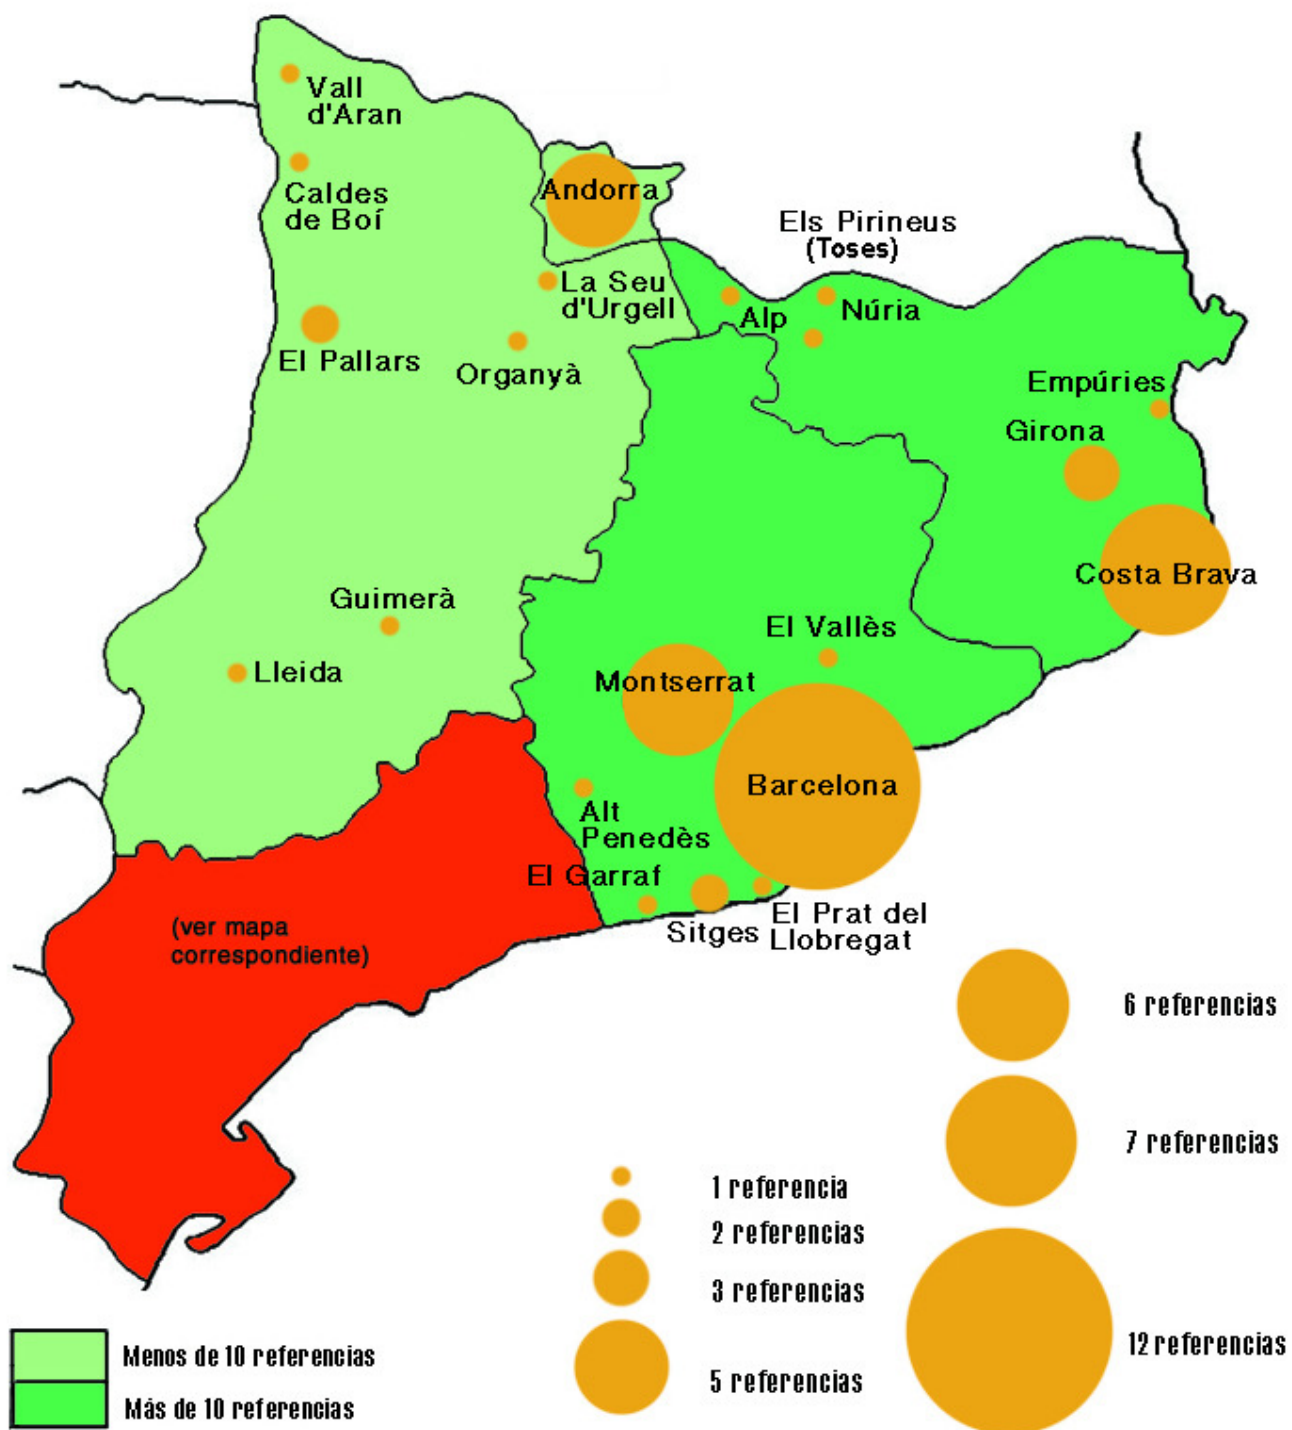 Vall
d'Aran
Caldes
de Boí
Andorra
Els Pirineus
(Toses)
La Seu
d'Urgell
Alp
Núria
El Pallars
Organyà
Empúries
Girona
Costa Brava
Guimerà
El Vallès
Lleida
Montserrat
Barcelona
Alt
Penedès
El Garraf
Sitges
El Prat del
Llobregat
(ver mapa
correspondiente)
6 referencias
7 referencias
1 referencia
2 referencias
3 referencias
12 referencias
5 referencias
Menos de 10 referencias
Más de 10 referencias